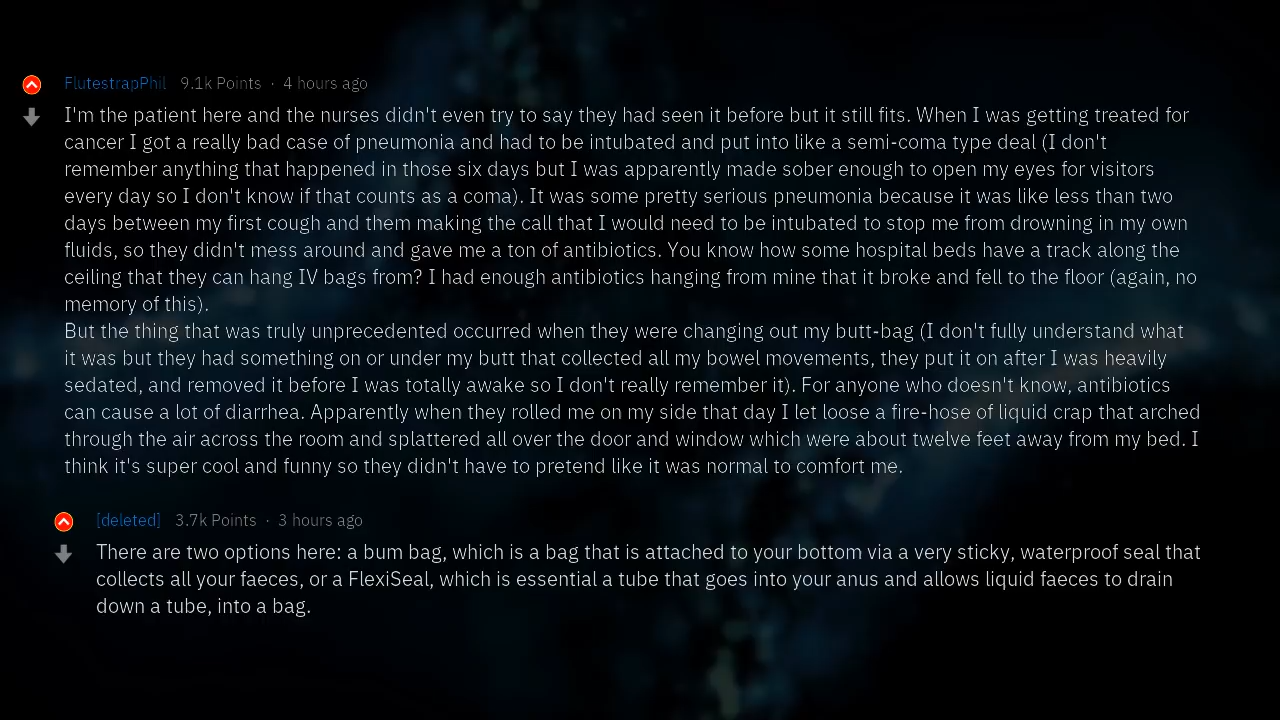 FlutestrapPhil 9.1k Points · 4 hours ago
I'm the patient here and the nurses didn't even try to say they had seen it before but it still fits. When I was getting treated for
cancer I got a really bad case of pneumonia and had to be intubated and put into like a semi-coma type deal (I don't
remember anything that happened in those six days but I was apparently made sober enough to open my eyes for visitors
every day so I don't know if that counts as a coma). It was some pretty serious pneumonia because it was like less than two
days between my first cough and them making the call that I would need to be intubated to stop me from drowning in my own
fluids, so they didn't mess around and gave me a ton of antibiotics. You know how some hospital beds have a track along the
ceiling that they can hang IV bags from? I had enough antibiotics hanging from mine that it broke and fell to the floor (again, no
memory of this).
But the thing that was truly unprecedented occurred when they were changing out my butt-bag (I don't fully understand what
it was but they had something on or under my butt that collected all my bowel movements, they put it on after I was heavily
sedated, and removed it before I was totally awake so I don't really remember it). For anyone who doesn't know, antibiotics
can cause a lot of diarrhea. Apparently when they rolled me on my side that day I let loose a fire-hose of liquid crap that arched
through the air across the room and splattered all over the door and window which were about twelve feet away from my bed. I
think it's super cool and funny so they didn't have to pretend like it was normal to comfort me.
[deleted] 3.7k Points · 3 hours ago
There are two options here: a bum bag, which is a bag that is attached to your bottom via a very sticky, waterproof seal that
collects all your faeces, or a FlexiSeal, which is essential a tube that goes into your anus and allows liquid faeces to drain
down a tube, into a bag.